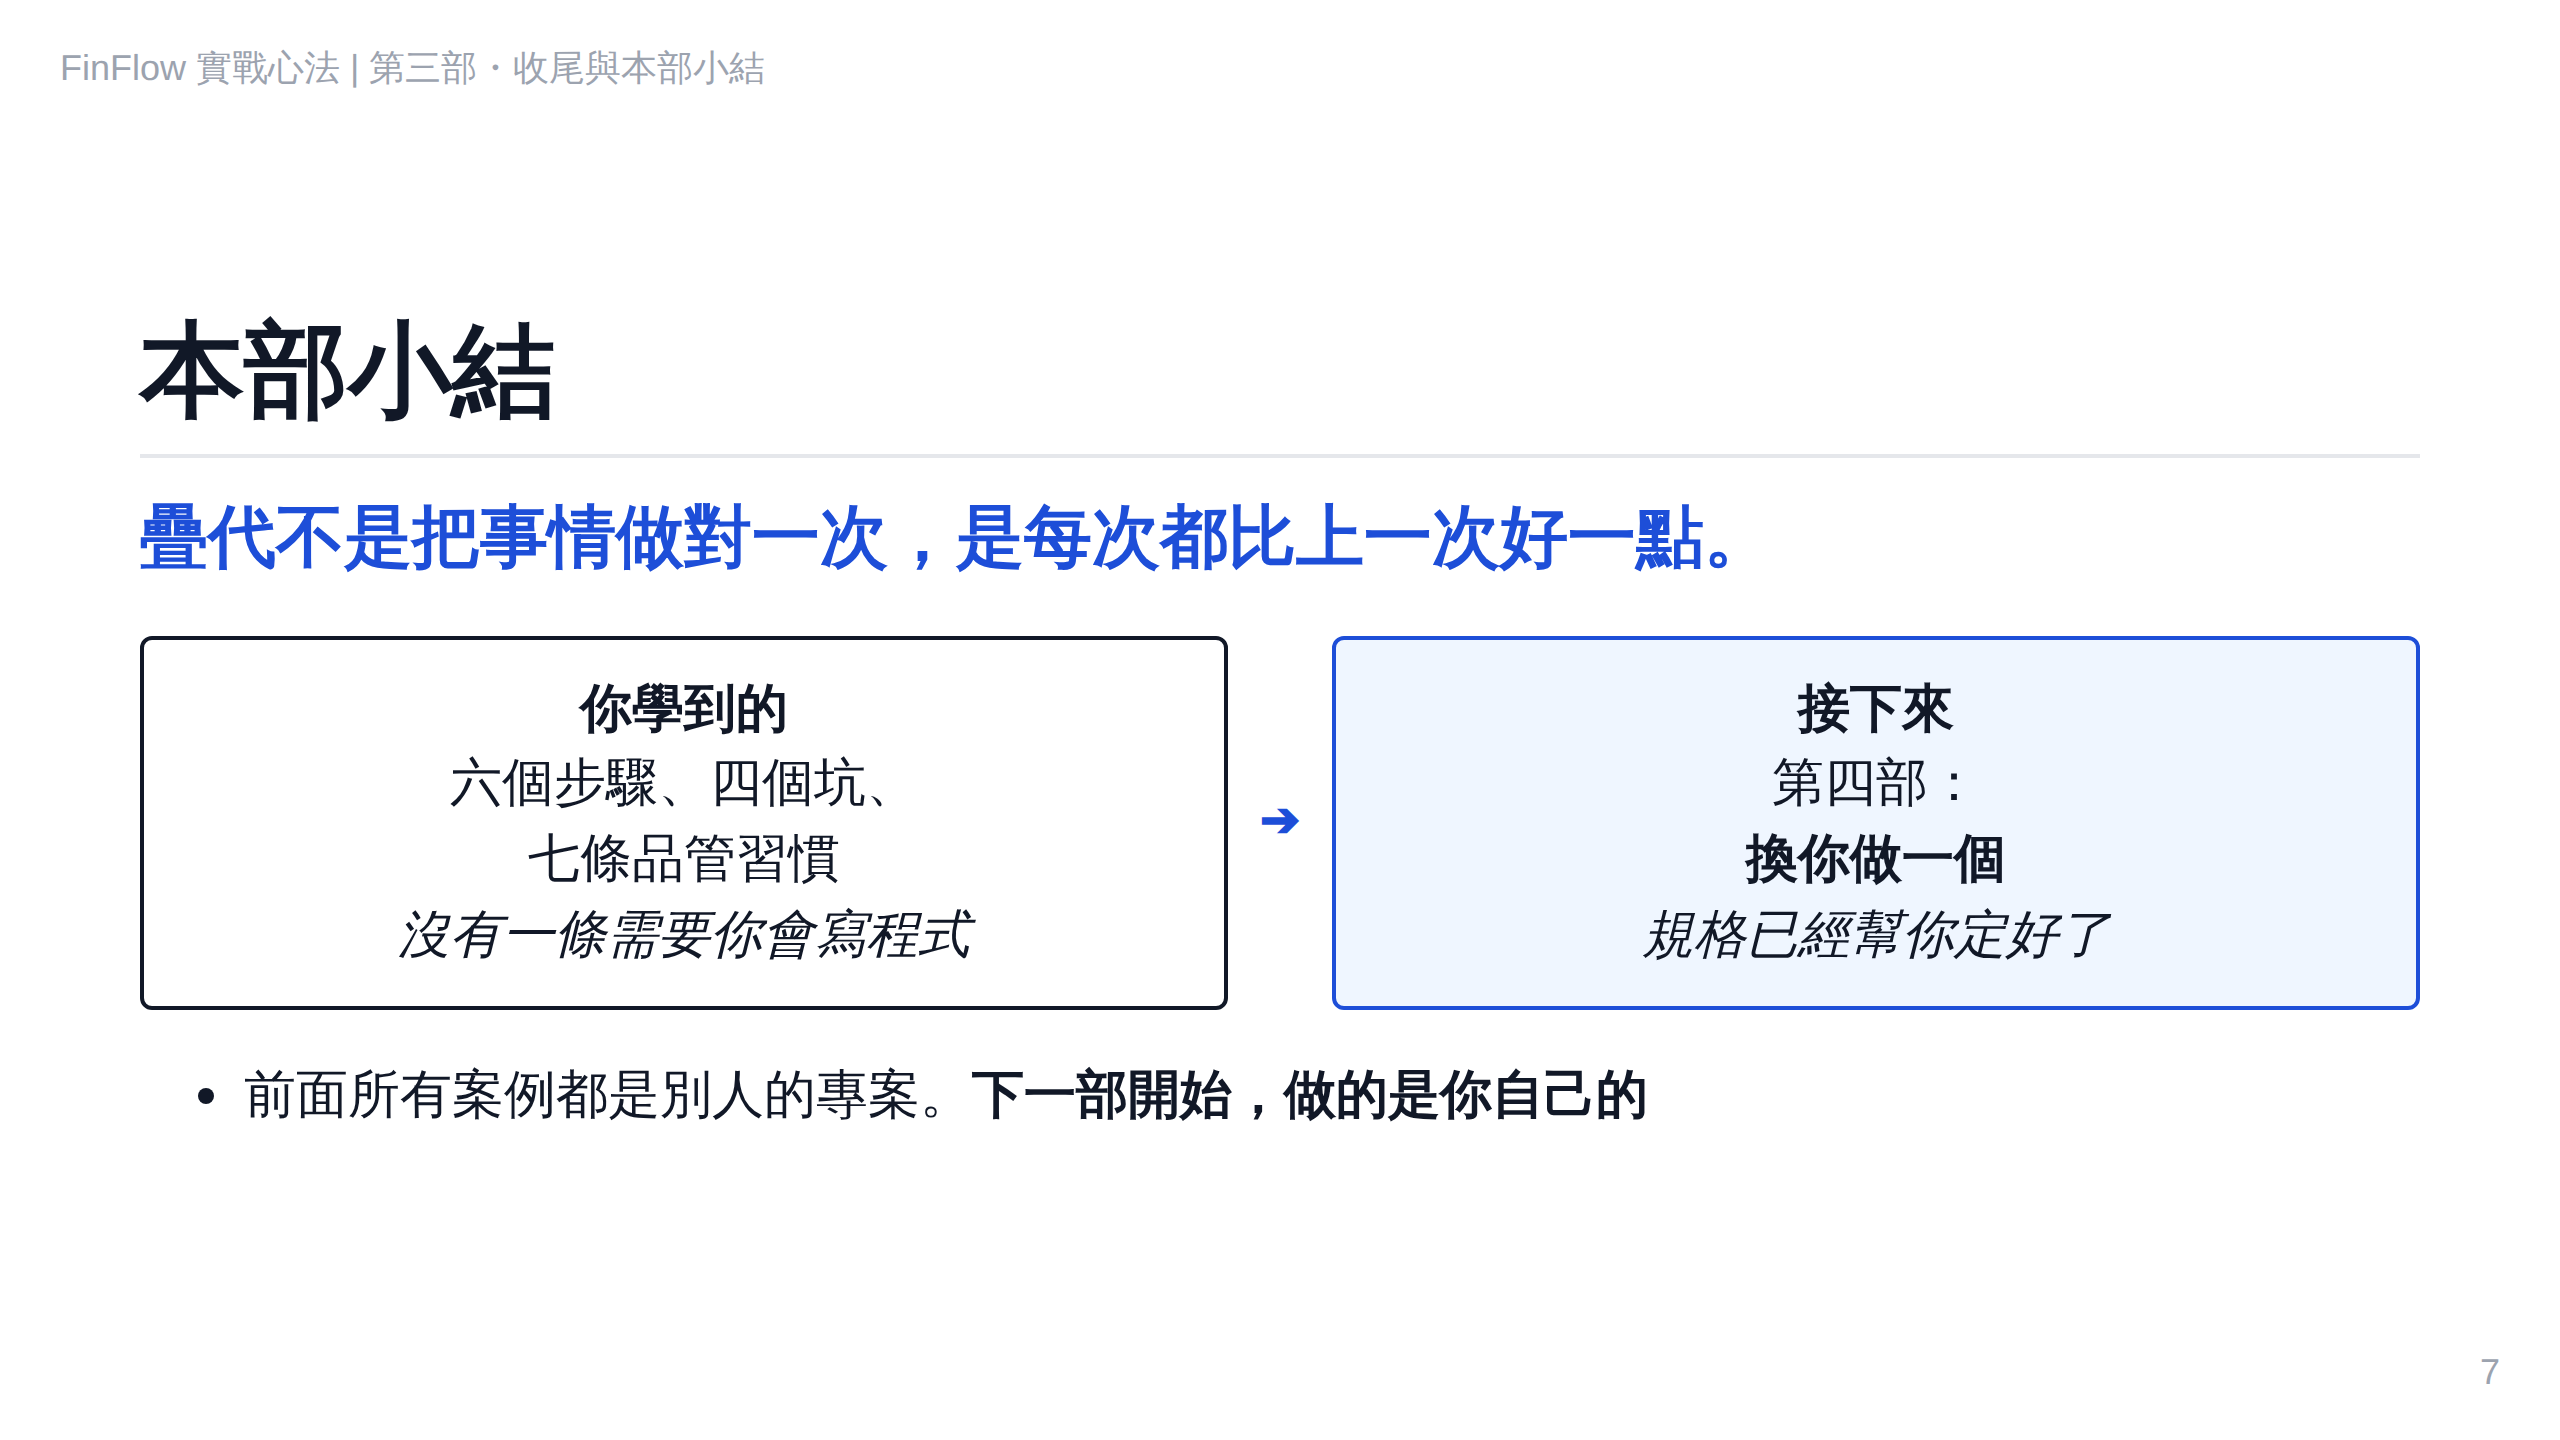 FinFlow 實戰心法 | 第三部・收尾與本部小結
本部小結
疊代不是把事情做對一次，是每次都比上一次好一點。
你學到的
六個步驟、四個坑、
七條品管習慣
沒有一條需要你會寫程式
➔
接下來
第四部：
換你做一個
規格已經幫你定好了
• 前面所有案例都是別人的專案。下一部開始，做的是你自己的
7